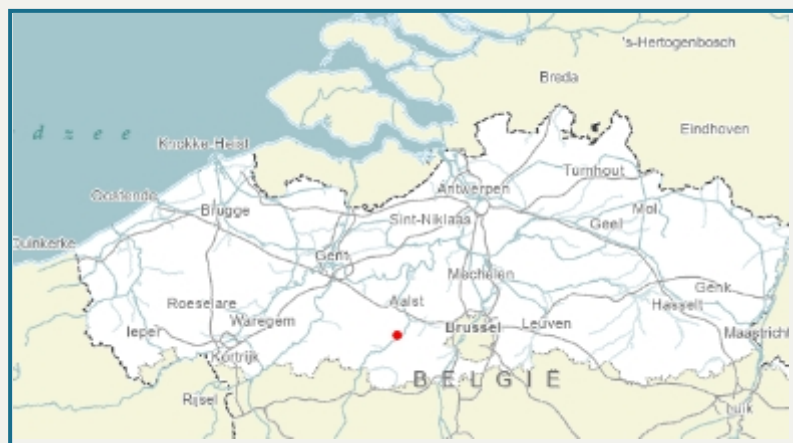 's-Hertogenbosch
Breda
Eindhoven
d z e e
Knokke-Heist
Turnhout
Antwerpen
Oostende
Mol
Brugge
Sint-Niklaas
Geel
Duinkerke
Gent
Mechelen
Genk
Roeselare
Aalst
Hasselt
Waregem
Brussel
Leuven
Ieper
Maastricht
Kortrijk
BELGIË
Rijsel
Luik